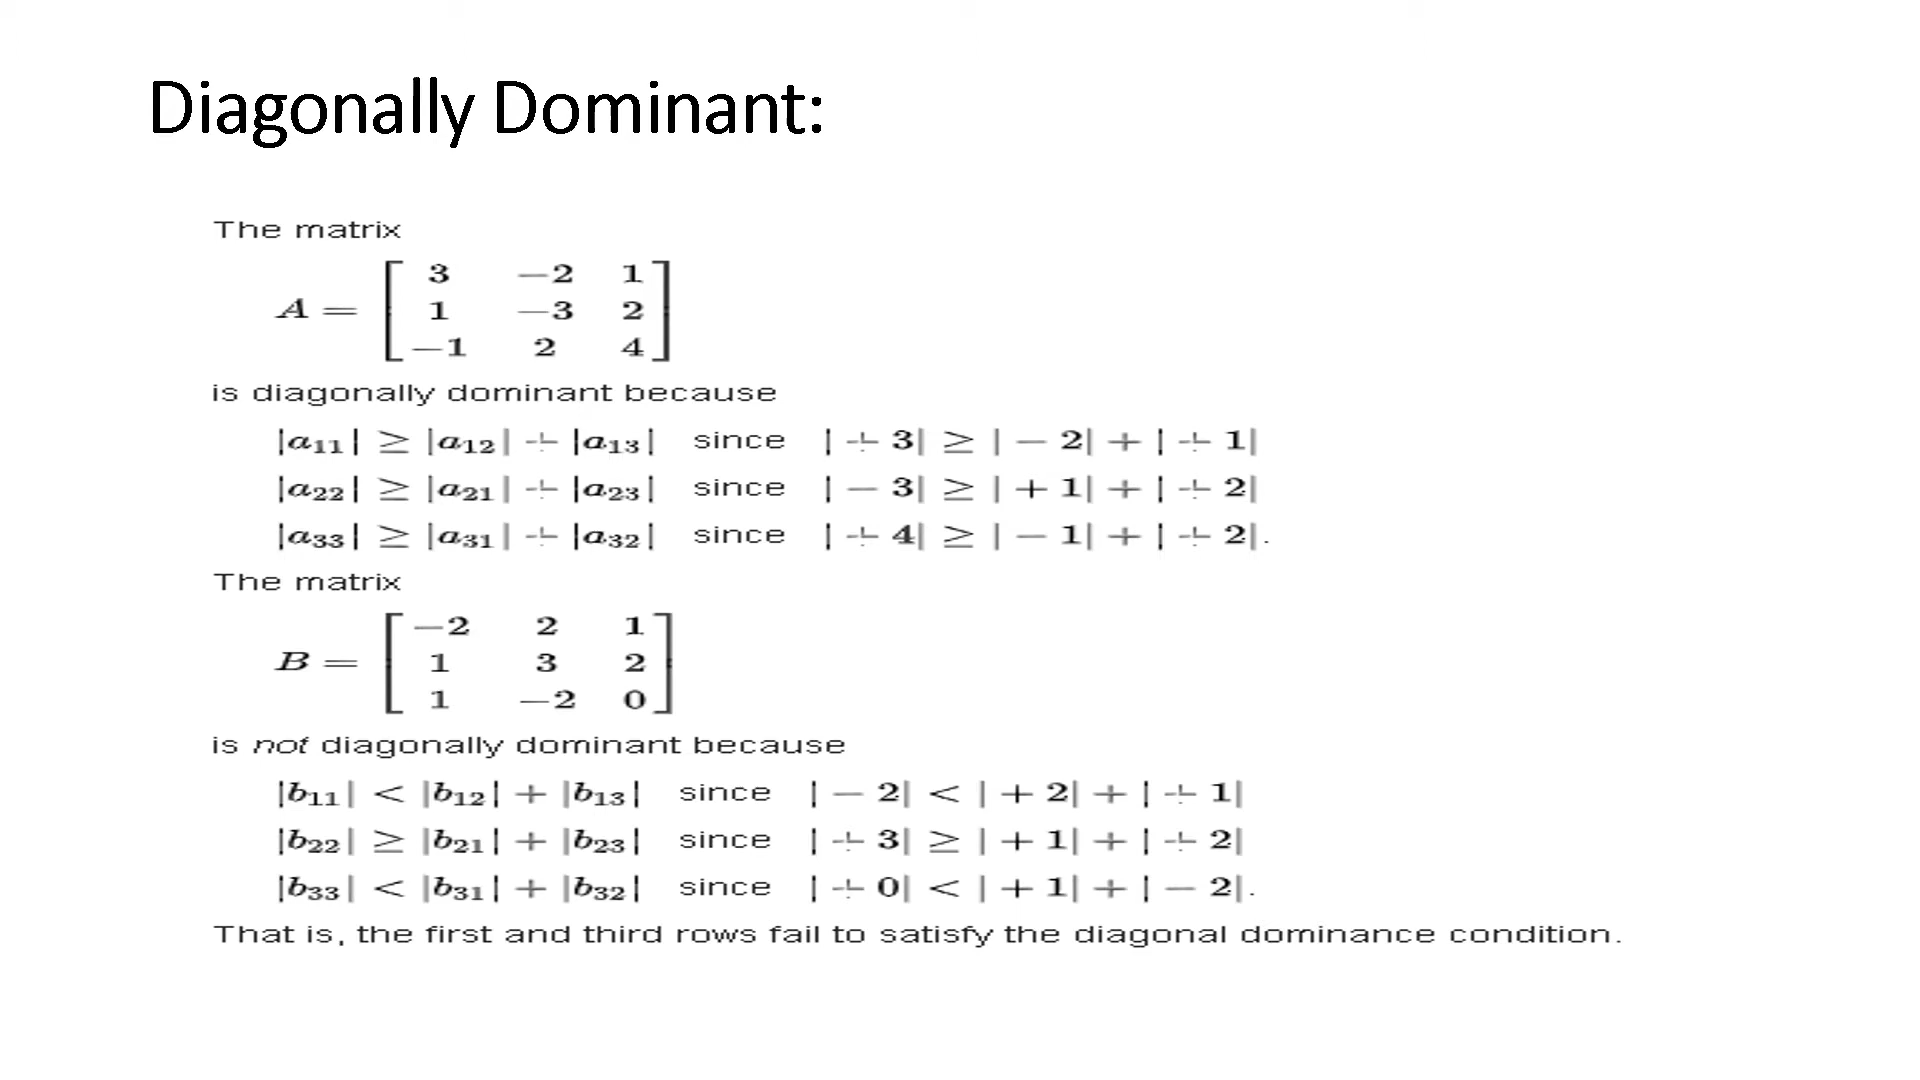 Diagonally Dominant:
The matrix
A = [ 3 −2 1
1 −3 2
−1 2 4 ]
is diagonally dominant because
|a₁₁| ≥ |a₁₂| + |a₁₃| since | + 3| ≥ | − 2| + | + 1|
|a₂₂| ≥ |a₂₁| + |a₂₃| since | − 3| ≥ | + 1| + | + 2|
|a₃₃| ≥ |a₃₁| + |a₃₂| since | + 4| ≥ | − 1| + | + 2|.
The matrix
B = [ −2 2 1
1 3 2
1 −2 0 ]
is not diagonally dominant because
|b₁₁| < |b₁₂| + |b₁₃| since | − 2| < | + 2| + | + 1|
|b₂₂| ≥ |b₂₁| + |b₂₃| since | + 3| ≥ | + 1| + | + 2|
|b₃₃| < |b₃₁| + |b₃₂| since | + 0| < | + 1| + | − 2|.
That is, the first and third rows fail to satisfy the diagonal dominance condition.